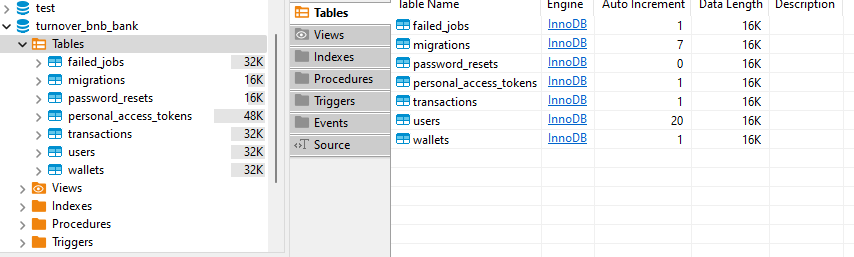 test
turnover_bnb_bank
Tables
failed_jobs 32K
migrations 16K
password_resets 16K
personal_access_tokens 48K
transactions 32K
users 32K
wallets 32K
Views
Indexes
Procedures
Triggers
Tables
Views
Indexes
Procedures
Triggers
Events
Source
Table Name Engine Auto Increment Data Length Description
failed_jobs InnoDB 1 16K
migrations InnoDB 7 16K
password_resets InnoDB 0 16K
personal_access_tokens InnoDB 1 16K
transactions InnoDB 1 16K
users InnoDB 20 16K
wallets InnoDB 1 16K